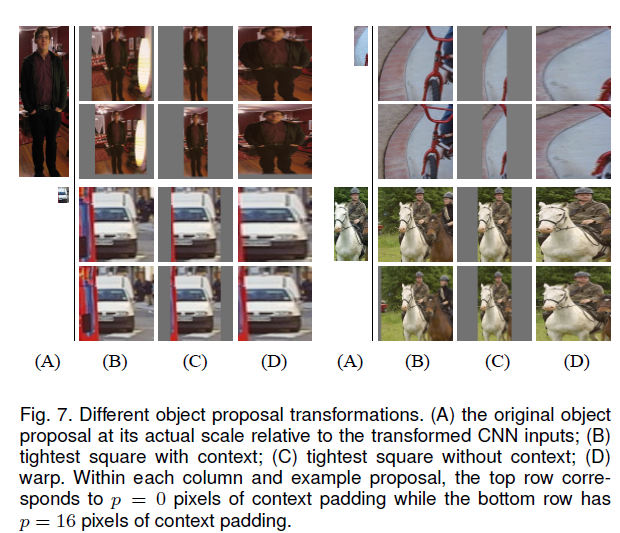 (A) (B) (C) (D) (A) (B) (C) (D)
Fig. 7. Different object proposal transformations. (A) the original object
proposal at its actual scale relative to the transformed CNN inputs; (B)
tightest square with context; (C) tightest square without context; (D)
warp. Within each column and example proposal, the top row corre-
sponds to p = 0 pixels of context padding while the bottom row has
p = 16 pixels of context padding.